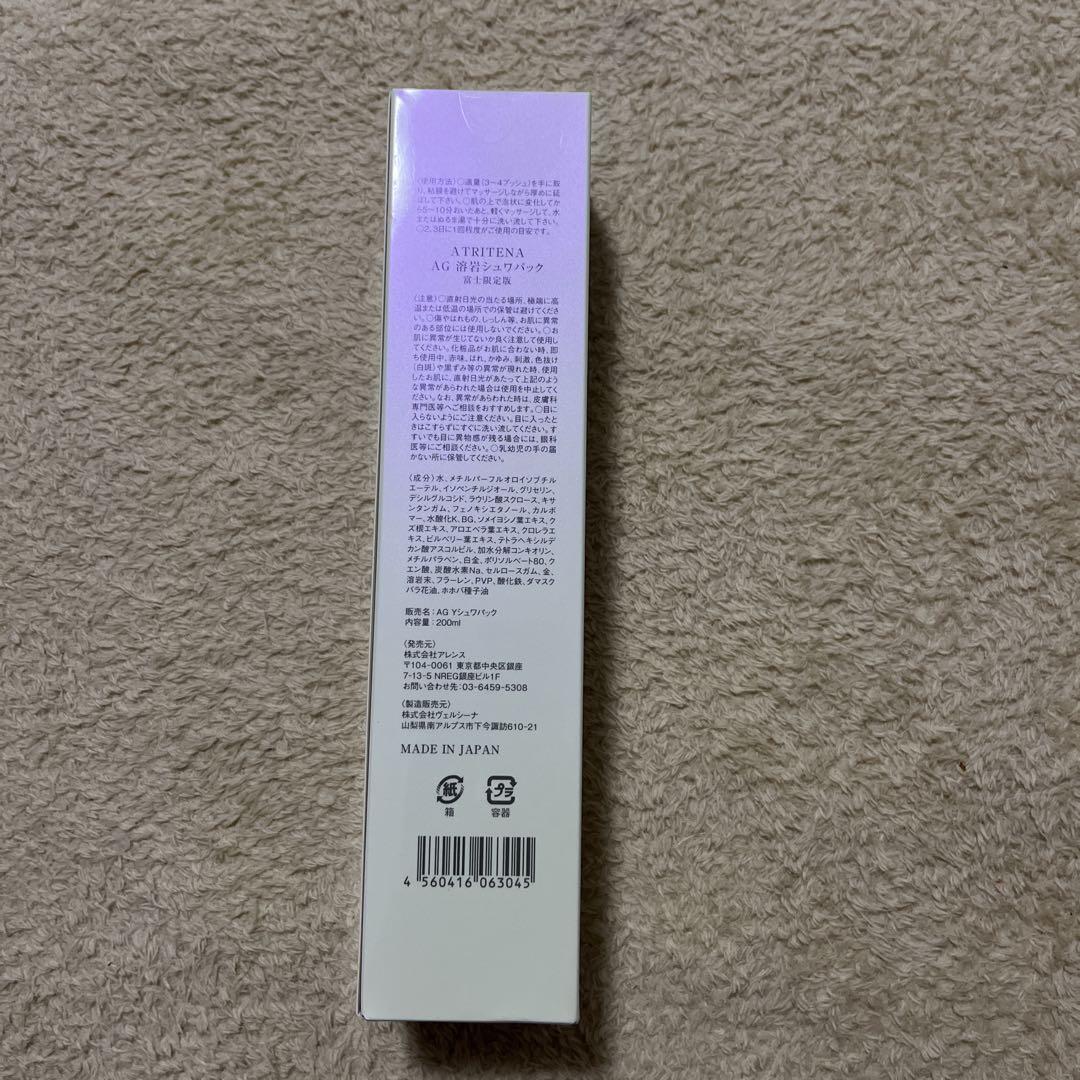 〈使用方法〉○適量(3〜4プッシュ)を手に取
り、粘膜を避けてマッサージしながら厚めに延
ばして下さい。○肌の上で泡状に変化してか
ら5〜10分おいたあと、軽くマッサージして、水
またはぬるま湯で十分に洗い流して下さい。
○2、3日に1回程度がご使用の目安です。
ATRITENA
AG 溶岩シュワパック
富士限定版
〈注意〉○直射日光の当たる場所、極端に高
温または低温の場所での保管は避けてくださ
い。○傷やはれもの、しっしん等、お肌に異常
のある部位には使用しないでください。○お
肌に異常が生じてないか良く注意して使用し
てください。化粧品がお肌に合わない時、即
ち使用中、赤味、はれ、かゆみ、刺激、色抜け
(白斑)や黒ずみ等の異常が現れた時、使用
したお肌に、直射日光があたって上記のよう
な異常があらわれた場合は使用を中止してく
ださい。なお、異常があらわれた時は、皮膚科
専門医等へご相談をおすすめします。○目に
入らないようにご注意ください。目に入ったと
きはこすらずにすぐに洗い流してください。す
すいでも目に異物感が残る場合には、眼科
医等にご相談ください。○乳幼児の手の届
かない所に保管してください。
〈成分〉水、メチルパーフルオロイソブチル
エーテル、イソペンチルジオール、グリセリン、
デシルグルコシド、ラウリン酸スクロース、キサ
ンタンガム、フェノキシエタノール、カルボ
マー、水酸化K、BG、ソメイヨシノ葉エキス、ク
ズ根エキス、アロエベラ葉エキス、クロレラエ
キス、ビルベリー葉エキス、テトラヘキシルデ
カン酸アスコルビル、加水分解コンキオリン、
メチルパラベン、白金、ポリソルベート80、ク
エン酸、炭酸水素Na、セルロースガム、金、
溶岩末、フラーレン、PVP、酸化鉄、ダマスク
バラ花油、ホホバ種子油
販売名:AG Yシュワパック
内容量:200ml
〈発売元〉
株式会社アレンス
〒104-0061 東京都中央区銀座
7-13-5 NREG銀座ビル1F
お問い合わせ先:03-6459-5308
〈製造販売元〉
株式会社ヴェルシーナ
山梨県南アルプス市下今諏訪610-21
MADE IN JAPAN
紙 プラ
箱 容器
4 560416 063045